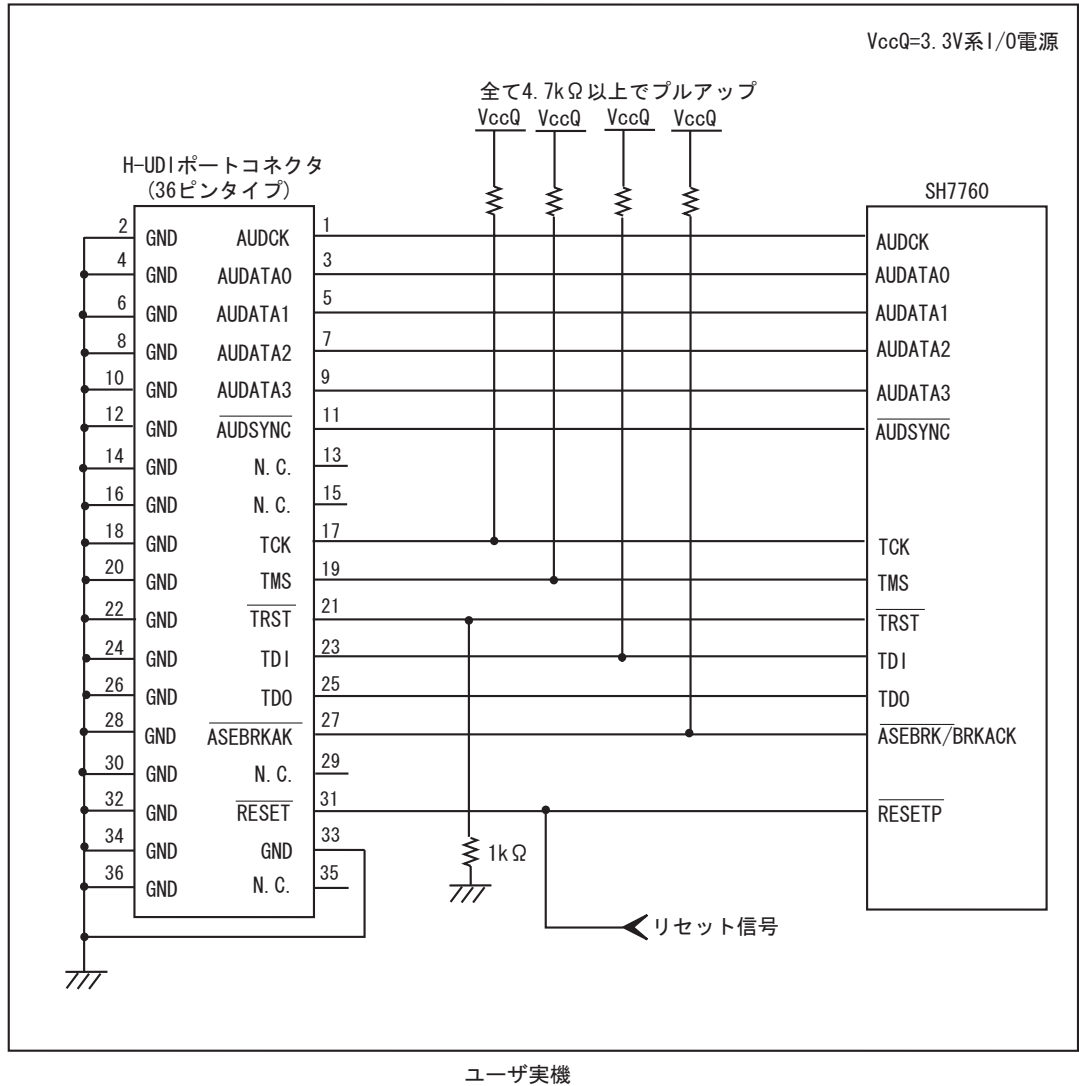 VccQ=3.3V系I/O電源
全て4.7kΩ以上でプルアップ
VccQ VccQ VccQ VccQ
H-UDIポートコネクタ
(36ピンタイプ)
SH7760
2 GND AUDCK 1 AUDCK
4 GND AUDATA0 3 AUDATA0
6 GND AUDATA1 5 AUDATA1
8 GND AUDATA2 7 AUDATA2
10 GND AUDATA3 9 AUDATA3
12 GND AUDSYNC 11 AUDSYNC
14 GND N.C. 13
16 GND N.C. 15
18 GND TCK 17 TCK
20 GND TMS 19 TMS
22 GND TRST 21 TRST
24 GND TDI 23 TDI
26 GND TDO 25 TDO
28 GND ASEBRKAK 27 ASEBRK/BRKACK
30 GND N.C. 29
32 GND RESET 31 RESETP
34 GND GND 33
1kΩ
36 GND N.C. 35
リセット信号
ユーザ実機